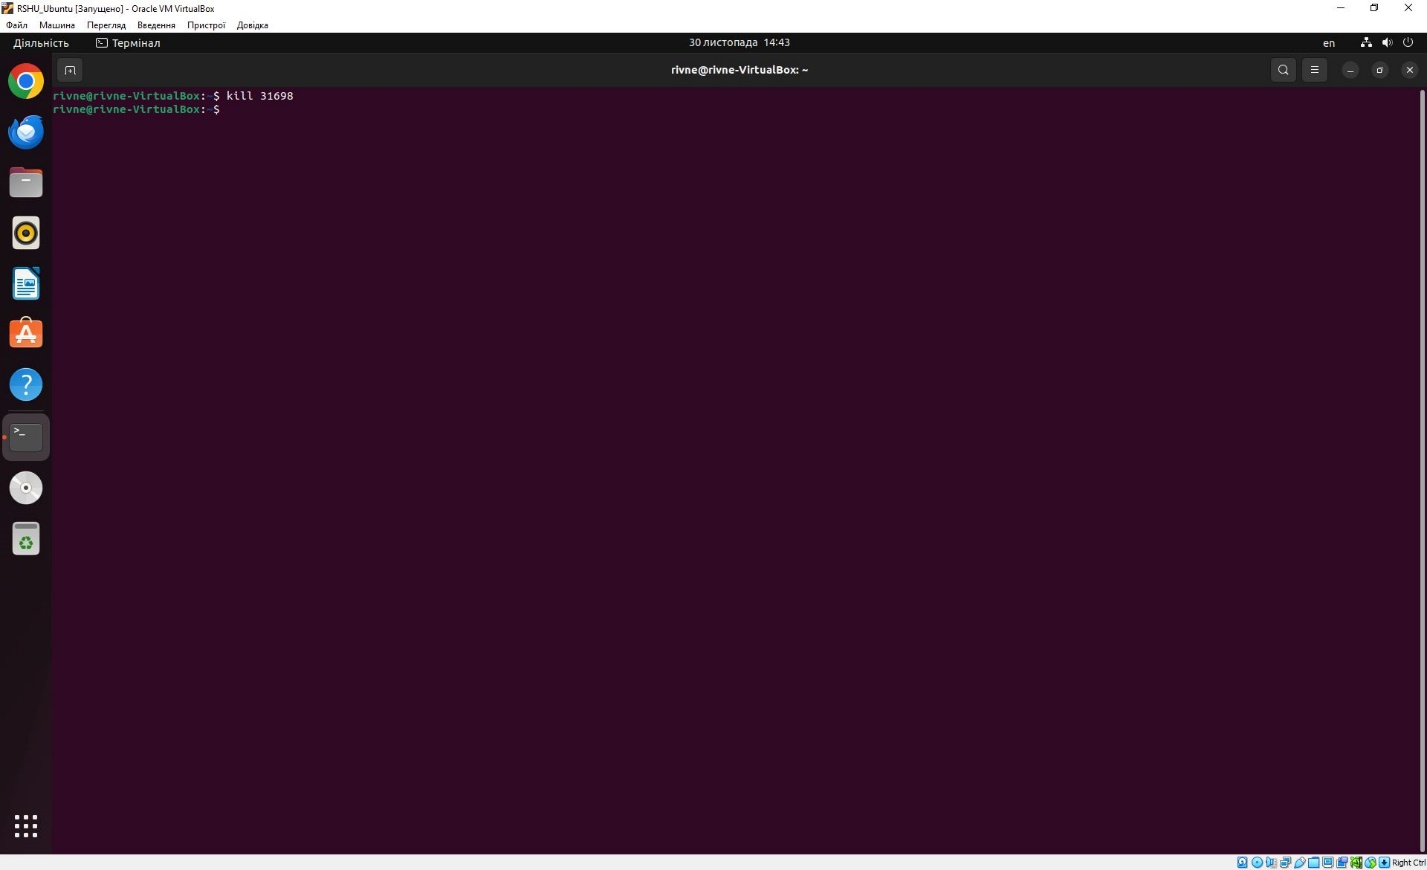 RSHU_Ubuntu [Запущено] - Oracle VM VirtualBox
Файл Машина Перегляд Введення Пристрої Довідка
Діяльність Термінал 30 листопада 14:43 en
rivne@rivne-VirtualBox: ~
rivne@rivne-VirtualBox:~$ kill 31698
rivne@rivne-VirtualBox:~$
Right Ctrl